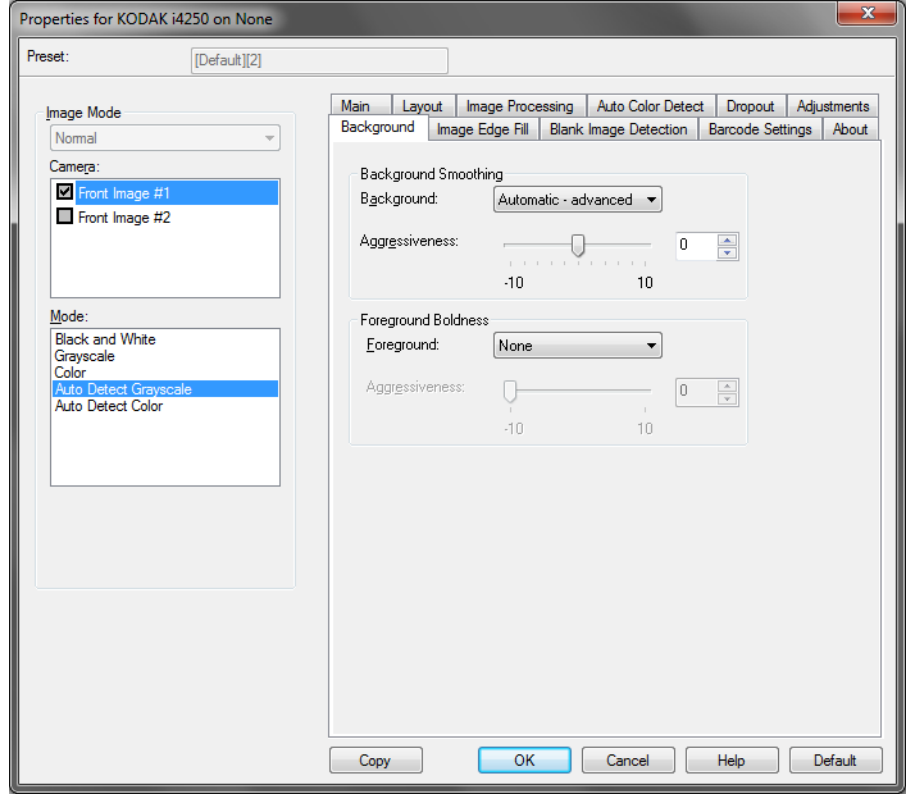 Properties for KODAK i4250 on None
x
Preset:
[Default][2]
Image Mode
Normal
Camera:
Front Image #1
Front Image #2
Mode:
Black and White
Grayscale
Color
Auto Detect Grayscale
Auto Detect Color
Main Layout Image Processing Auto Color Detect Dropout Adjustments
Background Image Edge Fill Blank Image Detection Barcode Settings About
Background Smoothing
Background: Automatic - advanced
Aggressiveness: 0
-10 10
Foreground Boldness
Foreground: None
Aggressiveness: 0
-10 10
Copy OK Cancel Help Default